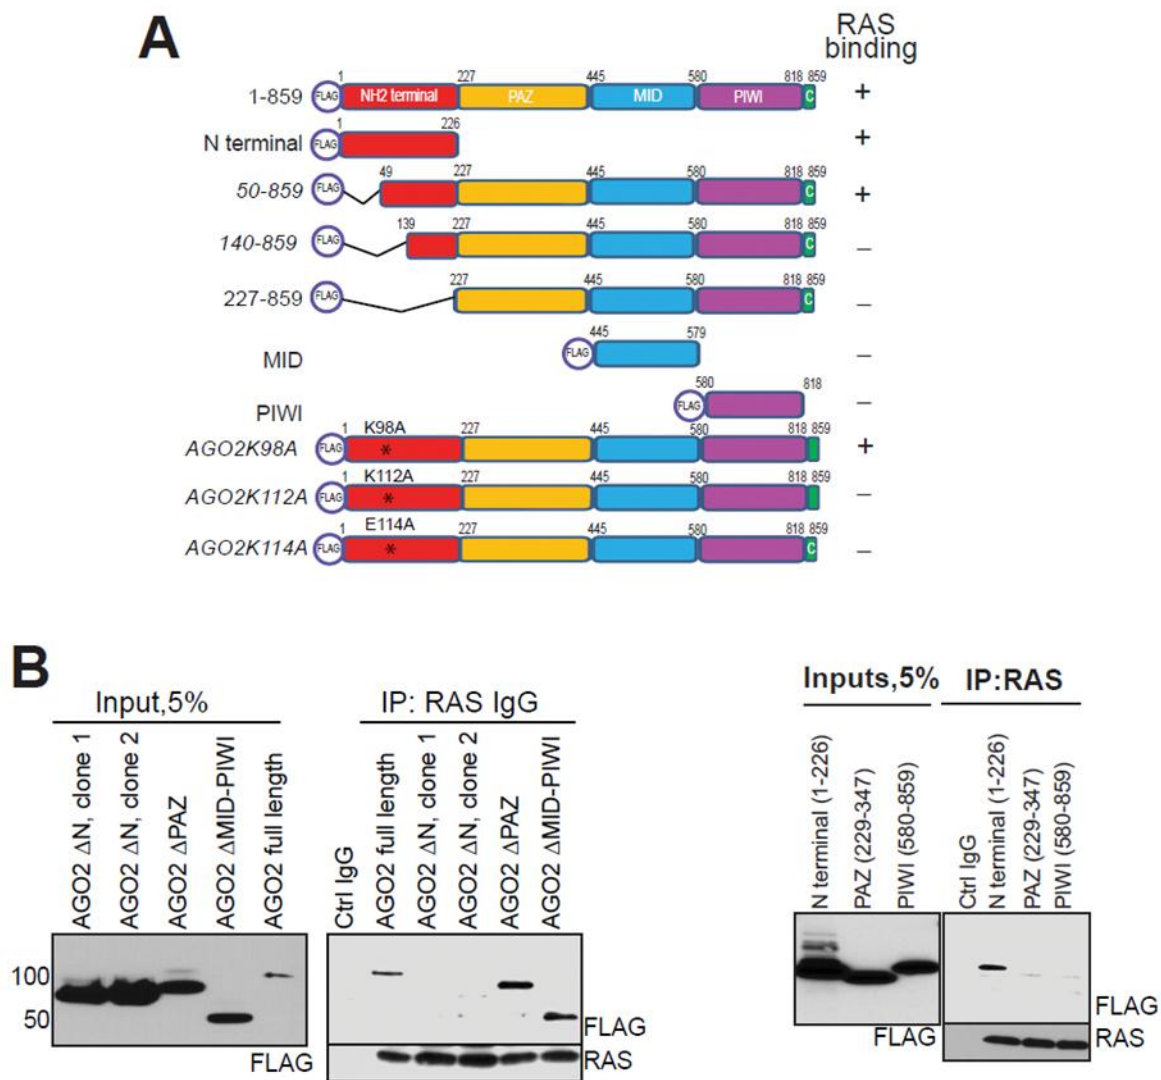 A
RAS
binding
1 227 445 580 818 859
1-859 FLAG NH2 terminal PAZ MID PIWI C +
1 226
N terminal FLAG +
49 227 445 580 818 859
50-859 FLAG C +
139 227 445 580 818 859
140-859 FLAG C –
227 445 580 818 859
227-859 FLAG C –
445 579
MID FLAG –
580 818
PIWI FLAG –
1 K98A 227 445 580 818 859
AGO2K98A FLAG * +
1 K112A 227 445 580 818 859
AGO2K112A FLAG * –
1 E114A 227 445 580 818 859
AGO2K114A FLAG * C –
B
Input,5%
AGO2 ΔN, clone 1
AGO2 ΔN, clone 2
AGO2 ΔPAZ
AGO2 ΔMID-PIWI
AGO2 full length
100
50
FLAG
IP: RAS IgG
Ctrl IgG
AGO2 full length
AGO2 ΔN, clone 1
AGO2 ΔN, clone 2
AGO2 ΔPAZ
AGO2 ΔMID-PIWI
FLAG
RAS
Inputs,5%
N terminal (1-226)
PAZ (229-347)
PIWI (580-859)
FLAG
IP:RAS
Ctrl IgG
N terminal (1-226)
PAZ (229-347)
PIWI (580-859)
FLAG
RAS